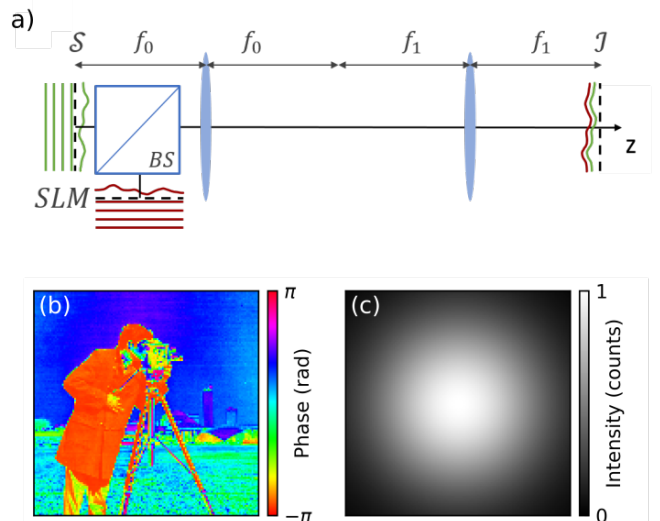 a)
𝒮 f₀ f₀ f₁ f₁ ℐ
BS
z
SLM
(b)
π
Phase (rad)
−π
(c)
1
Intensity (counts)
0